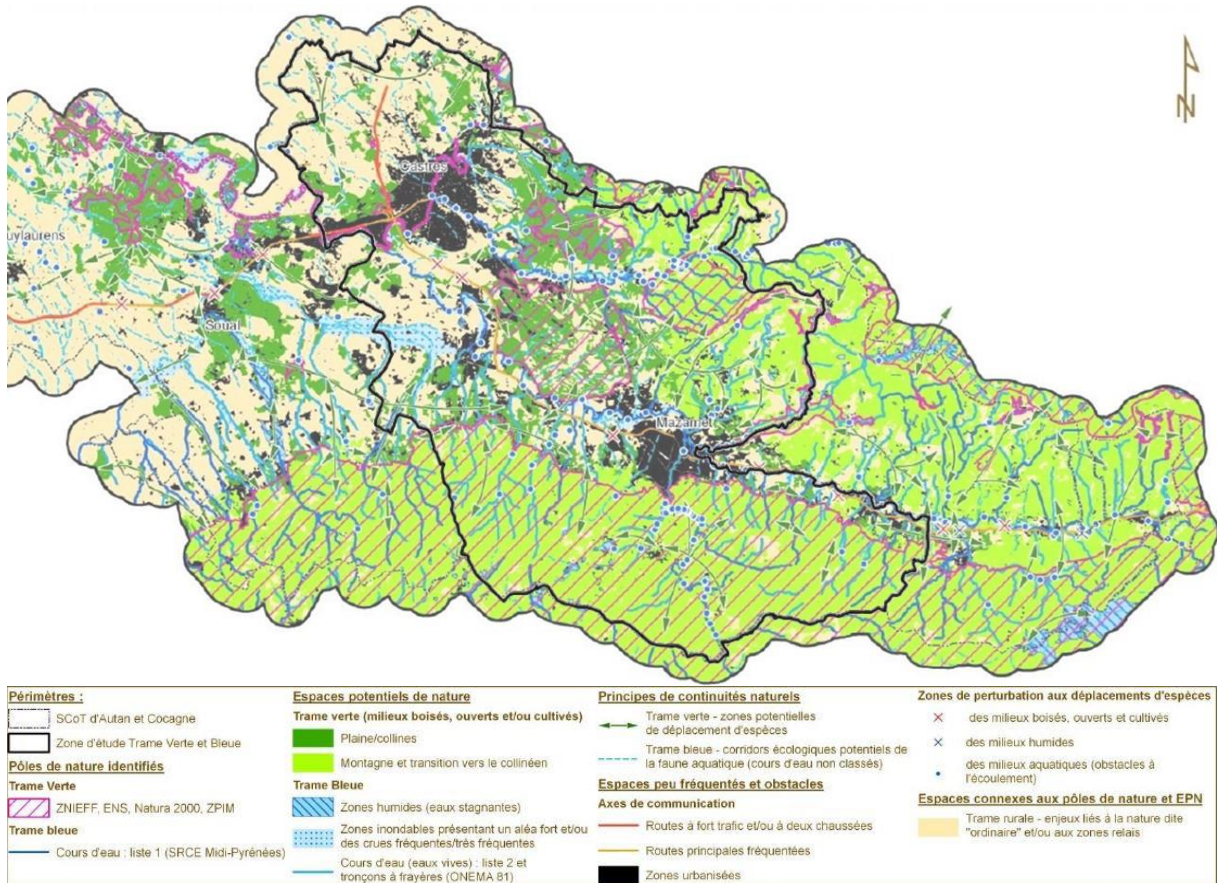 Castres
uylaurens
Soual
Mazamet
N
Périmètres :
SCoT d'Autan et Cocagne
Zone d'étude Trame Verte et Bleue
Pôles de nature identifiés
Trame Verte
ZNIEFF, ENS, Natura 2000, ZPIM
Trame bleue
Cours d'eau : liste 1 (SRCE Midi-Pyrénées)
Espaces potentiels de nature
Trame verte (milieux boisés, ouverts et/ou cultivés)
Plaine/collines
Montagne et transition vers le collinéen
Trame Bleue
Zones humides (eaux stagnantes)
Zones inondables présentant un aléa fort et/ou
des crues fréquentes/très fréquentes
Cours d'eau (eaux vives) : liste 2 et
tronçons à frayères (ONEMA 81)
Principes de continuités naturels
Trame verte - zones potentielles
de déplacement d'espèces
Trame bleue - corridors écologiques potentiels de
la faune aquatique (cours d'eau non classés)
Espaces peu fréquentés et obstacles
Axes de communication
Routes à fort trafic et/ou à deux chaussées
Routes principales fréquentées
Zones urbanisées
Zones de perturbation aux déplacements d'espèces
des milieux boisés, ouverts et cultivés
des milieux humides
des milieux aquatiques (obstacles à
l'écoulement)
Espaces connexes aux pôles de nature et EPN
Trame rurale - enjeux liés à la nature dite
"ordinaire" et/ou aux zones relais